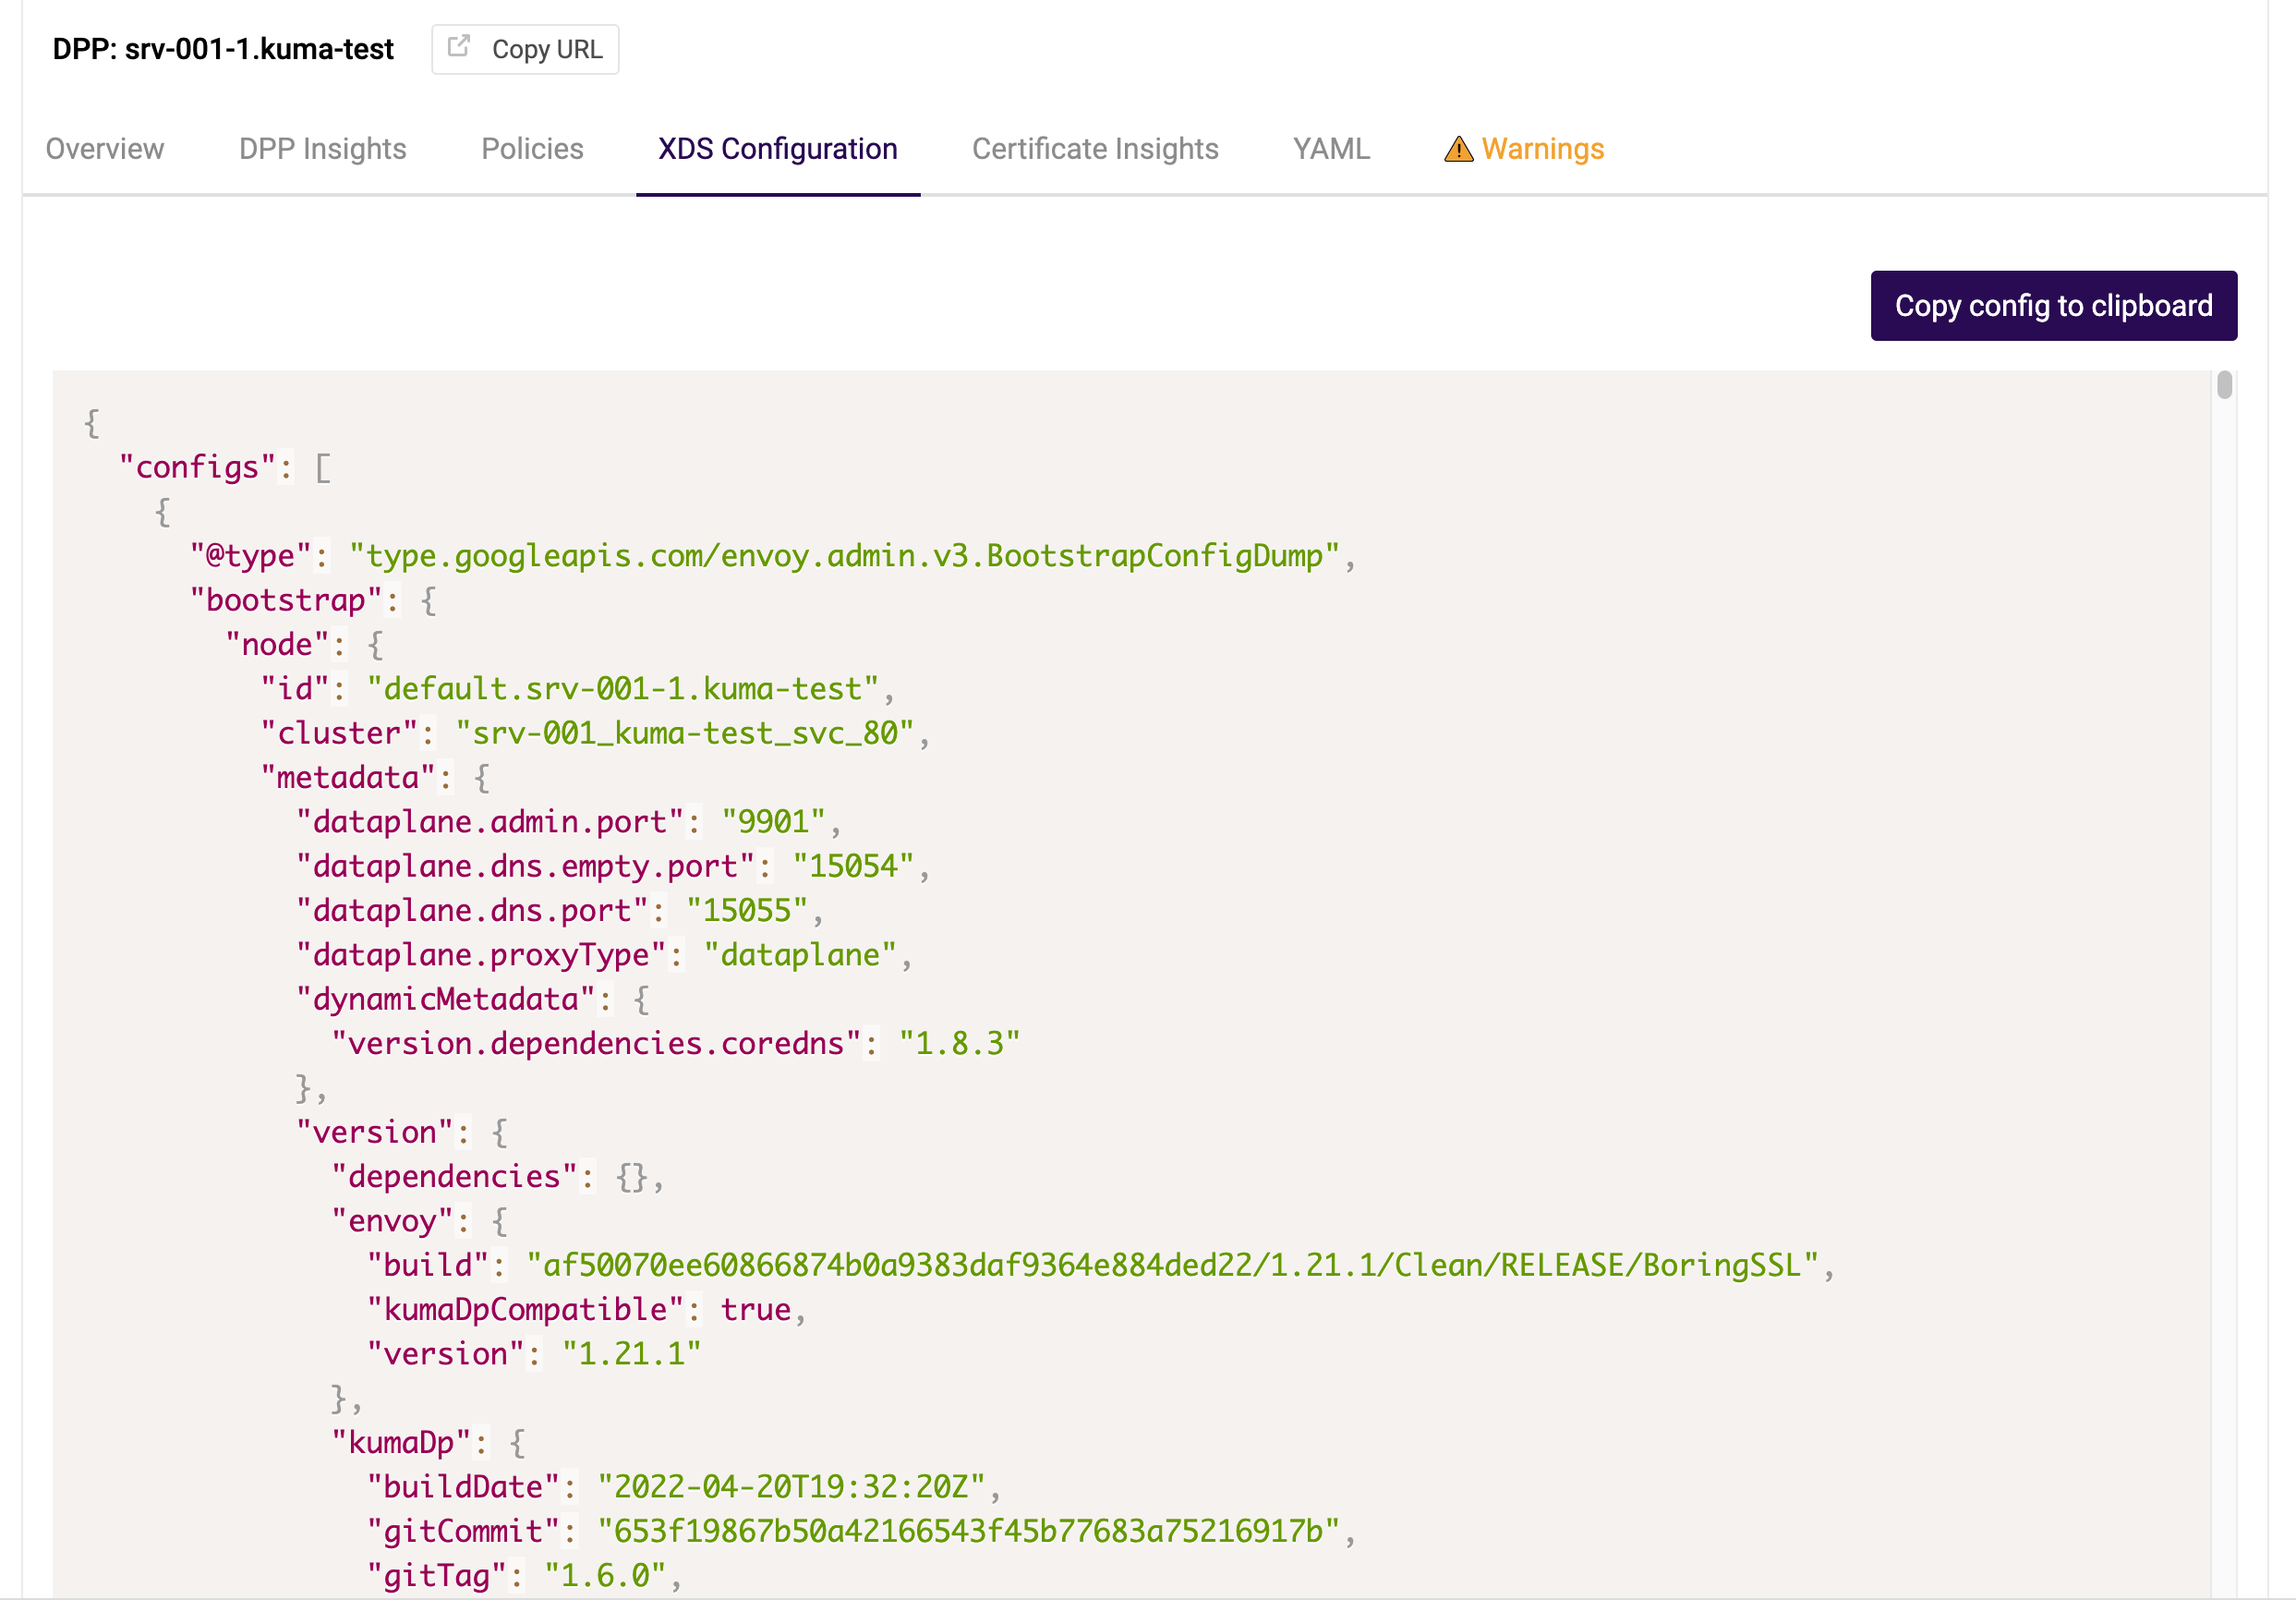 DPP: srv-001-1.kuma-test Copy URL
Overview DPP Insights Policies XDS Configuration Certificate Insights YAML Warnings
Copy config to clipboard
{
  "configs": [
    {
      "@type": "type.googleapis.com/envoy.admin.v3.BootstrapConfigDump",
      "bootstrap": {
        "node": {
          "id": "default.srv-001-1.kuma-test",
          "cluster": "srv-001_kuma-test_svc_80",
          "metadata": {
            "dataplane.admin.port": "9901",
            "dataplane.dns.empty.port": "15054",
            "dataplane.dns.port": "15055",
            "dataplane.proxyType": "dataplane",
            "dynamicMetadata": {
              "version.dependencies.coredns": "1.8.3"
            },
            "version": {
              "dependencies": {},
              "envoy": {
                "build": "af50070ee60866874b0a9383daf9364e884ded22/1.21.1/Clean/RELEASE/BoringSSL",
                "kumaDpCompatible": true,
                "version": "1.21.1"
              },
              "kumaDp": {
                "buildDate": "2022-04-20T19:32:20Z",
                "gitCommit": "653f19867b50a42166543f45b77683a75216917b",
                "gitTag": "1.6.0",